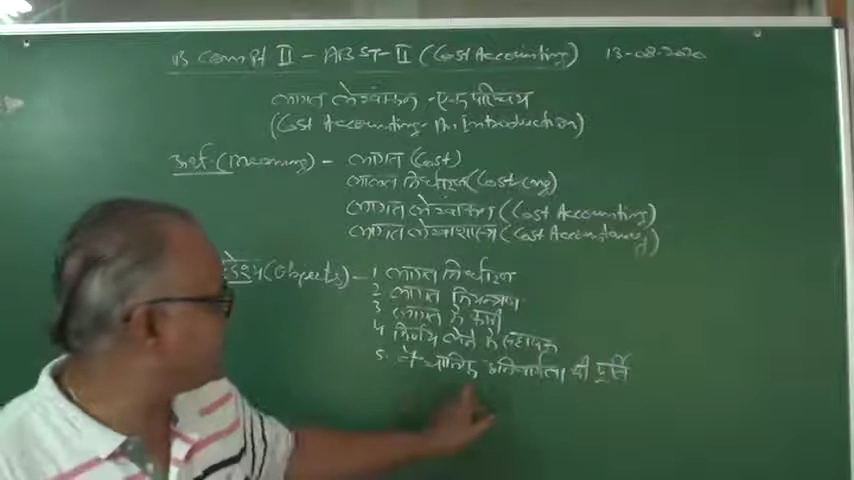 B Com Pt II - ABST-II (Cost Accounting) 13-08-2020
लागत लेखांकन - एक परिचय
(Cost Accounting- An Introduction)
अर्थ (Meaning) - लागत (Cost)
लागत निर्धारण (Costing)
लागत लेखांकन (Cost Accounting)
लागत लेखाशास्त्र (Cost Accountancy)
उद्देश्य (Objects) - 1 लागत निर्धारण
2 लागत नियन्त्रण
3 लागत में कमी
4 निर्णय लेने में सहायक
5. वैधानिक अनिवार्यता की पूर्ति